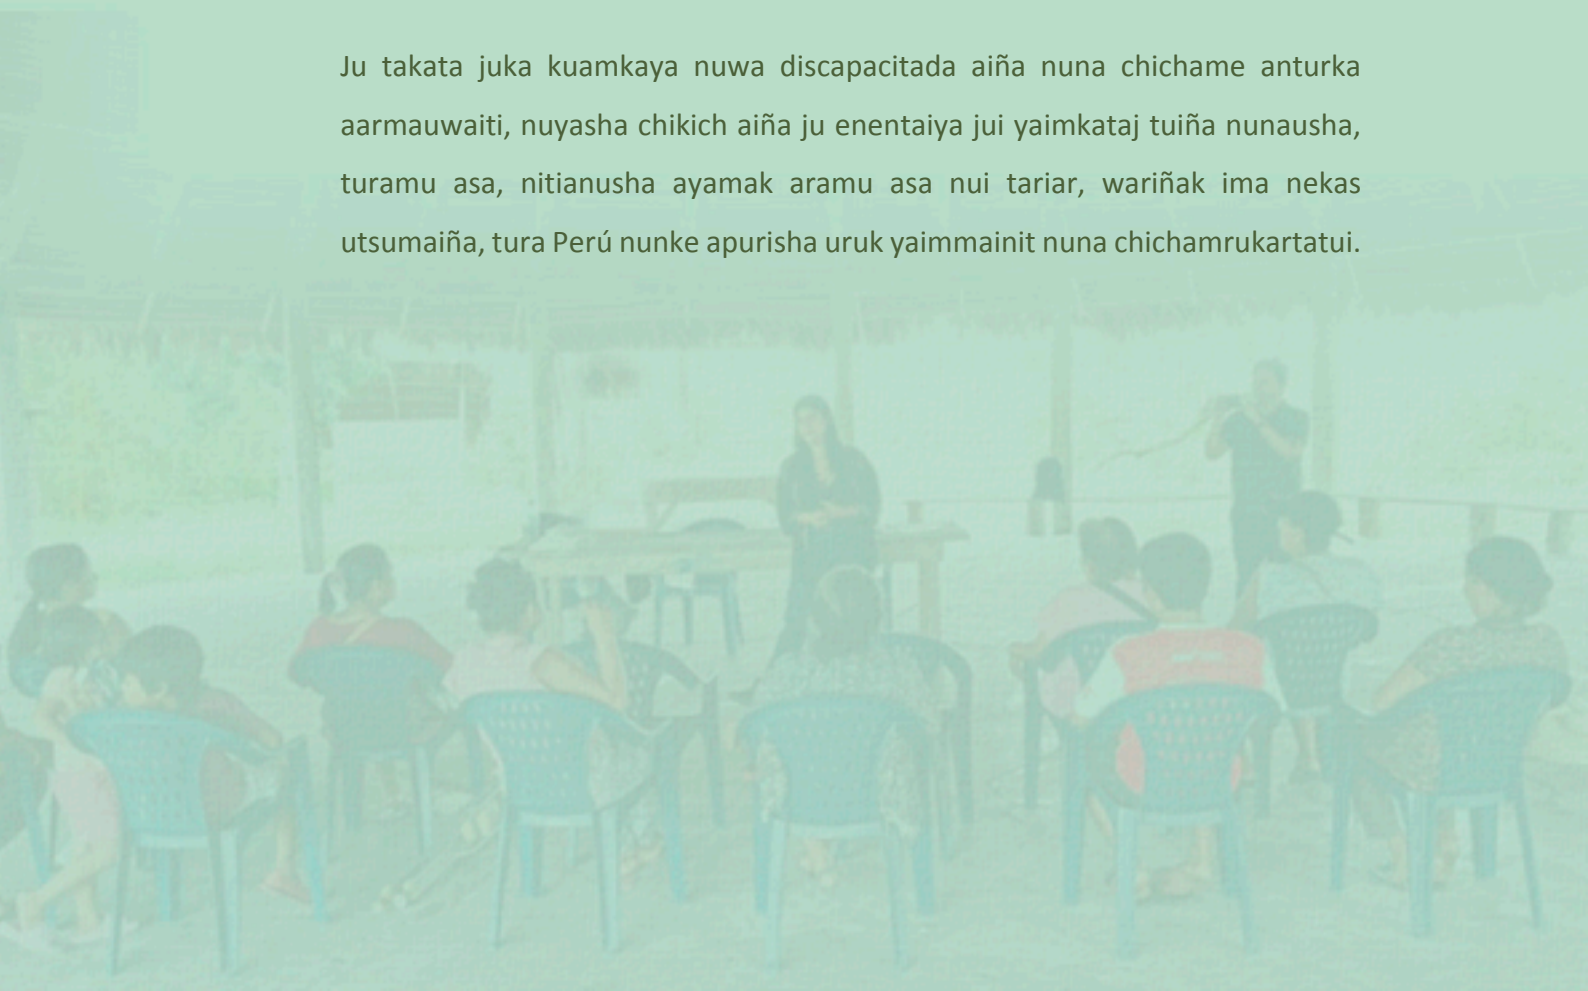 Ju takata juka kuamkaya nuwa discapacitada aiña nuna chichame anturka
aarmauwaiti, nuyasha chikich aiña ju enentaiya jui yaimkataj tuiña nunausha,
turamu asa, nitianusha ayamak aramu asa nui tariar, wariñak ima nekas
utsumaiña, tura Perú nunke apurisha uruk yaimmainit nuna chichamrukartatui.